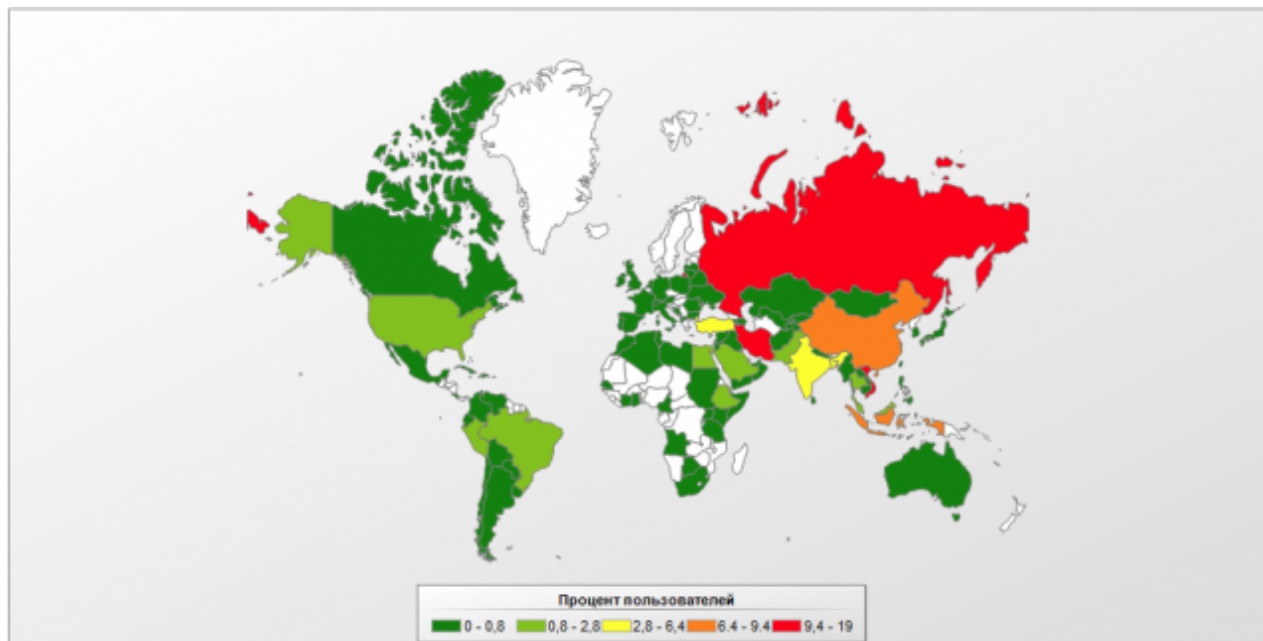 Процент пользователей
0 - 0,8 0,8 - 2,8 2,8 - 6,4 6.4 - 9.4 9,4 - 19